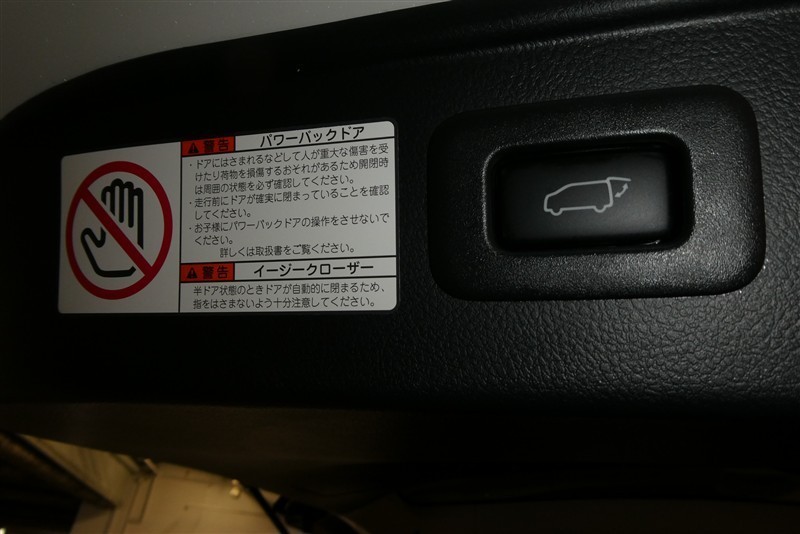 警告 パワーバックドア
・ドアにはさまれるなどして人が重大な傷害を受
けたり荷物を損傷するおそれがあるため開閉時
は周囲の状態を必ず確認してください。
・走行前にドアが確実に閉まっていることを確認
してください。
・お子様にパワーバックドアの操作をさせないで
ください。
詳しくは取扱書をご覧ください。
警告 イージークローザー
半ドア状態のときドアが自動的に閉まるため、
指をはさまないよう十分注意してください。